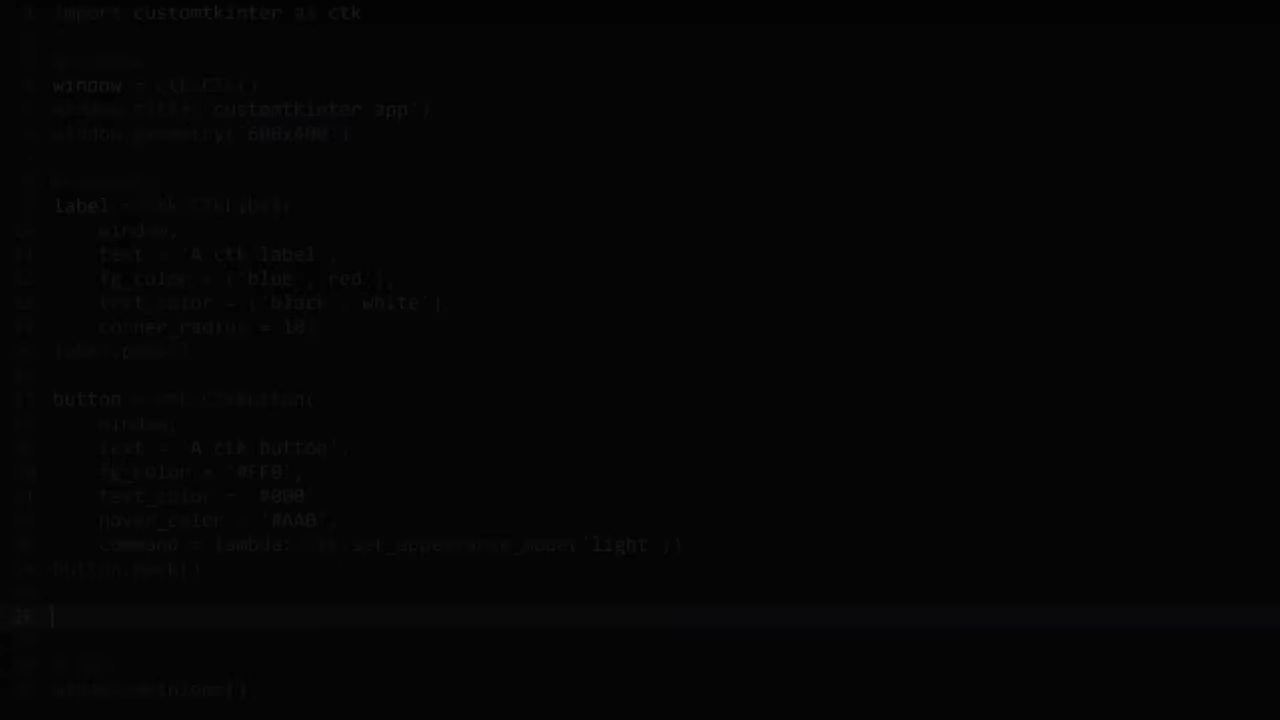 import customtkinter as ctk
window = ctk.CTk()
window.title('customtkinter app')
window.geometry('600x400')
label = ctk.CTkLabel(
window,
text = 'A ctk label',
fg_color = ('blue', 'red'),
text_color = ('black', 'white'),
corner_radius = 10)
label.pack()
button = ctk.CTkButton(
window,
text = 'A ctk button',
fg_color = '#FF0',
text_color = '#000',
hover_color = '#AA0',
command = lambda: ctk.set_appearance_mode('light'))
button.pack()
26
window.mainloop()